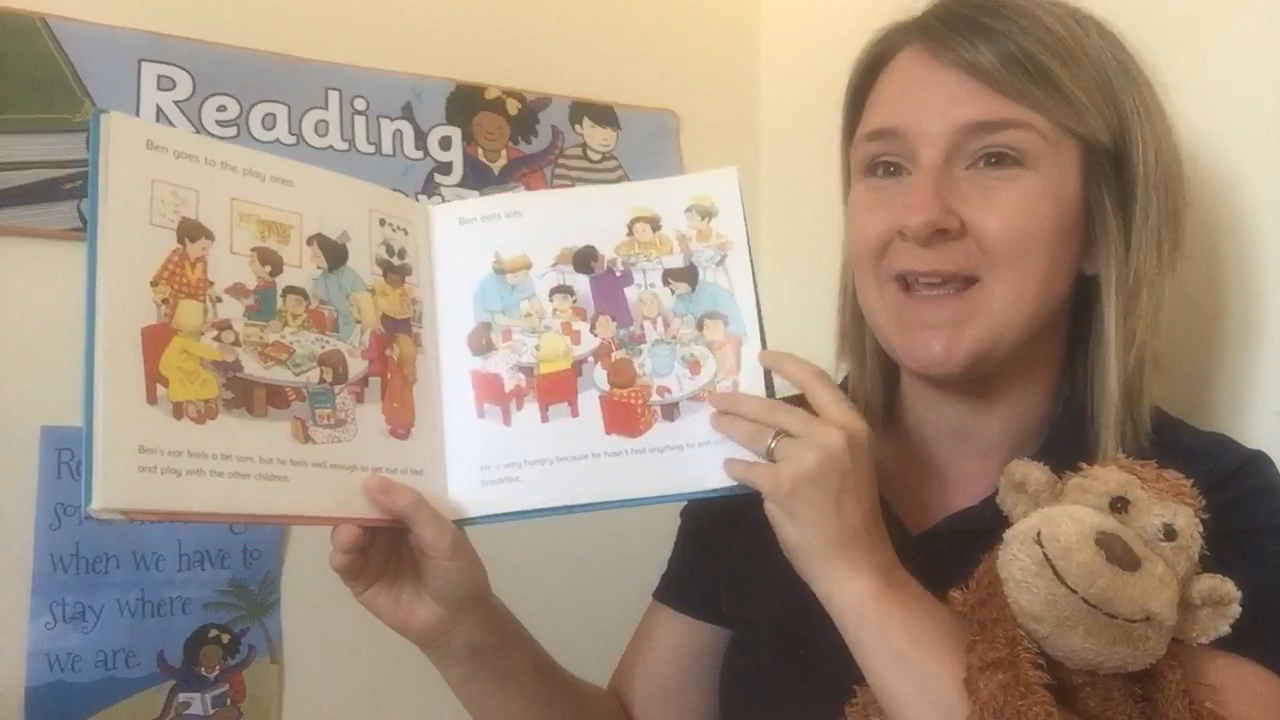 Reading
Ben goes to the play area.
Ben's ear feels a bit sore, but he feels well enough to get out of bed
and play with the other children.
Ben eats lots
He is very hungry because he hasn't had anything to eat
breakfast.
when we have to
stay where
we are.